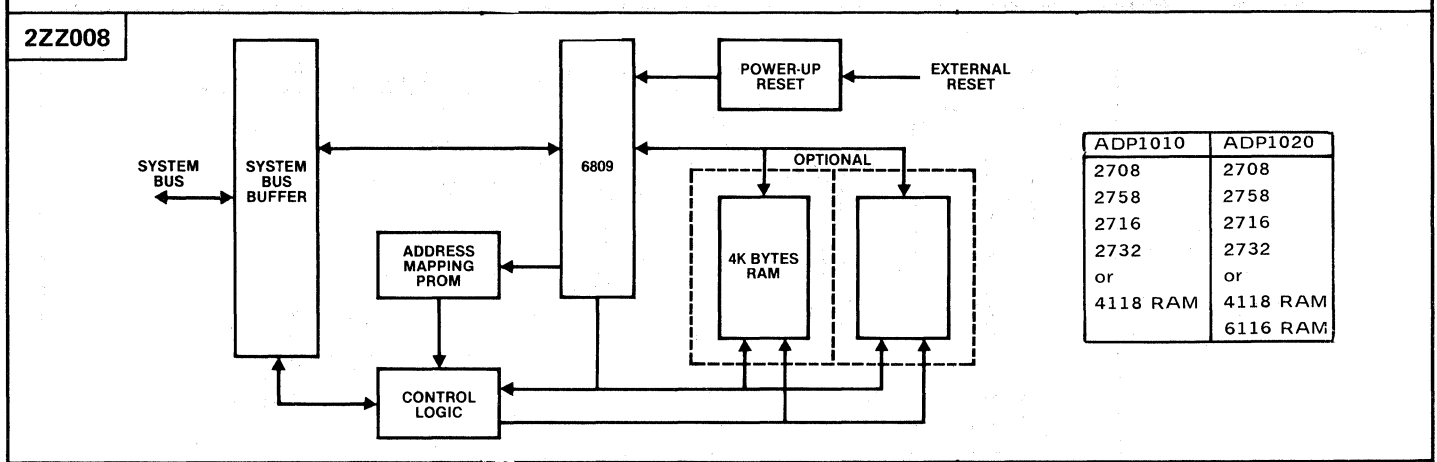 2ZZ008
SYSTEM
BUS
SYSTEM
BUS
BUFFER
6809
POWER-UP
RESET
EXTERNAL
RESET
OPTIONAL
4K BYTES
RAM
ADDRESS
MAPPING
PROM
CONTROL
LOGIC
ADP1010 ADP1020
2708 2708
2758 2758
2716 2716
2732 2732
or or
4118 RAM 4118 RAM
6116 RAM